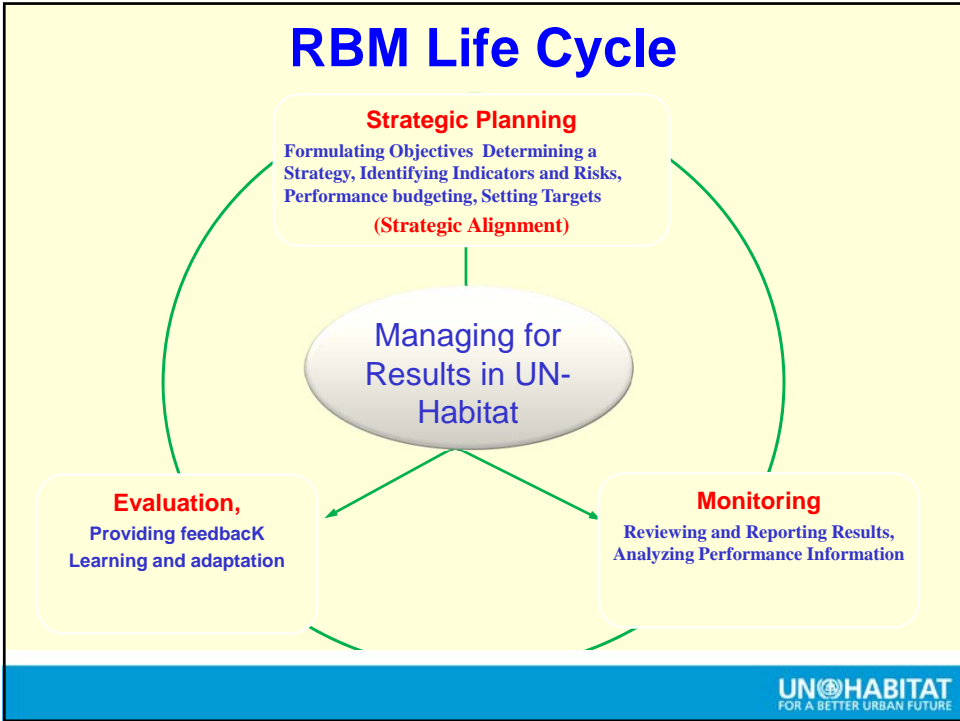 RBM Life Cycle
Strategic Planning
Formulating Objectives Determining a
Strategy, Identifying Indicators and Risks,
Performance budgeting, Setting Targets
(Strategic Alignment)
Managing for
Results in UN-
Habitat
Evaluation,
Providing feedbacK
Learning and adaptation
Monitoring
Reviewing and Reporting Results,
Analyzing Performance Information
UN HABITAT
FOR A BETTER URBAN FUTURE